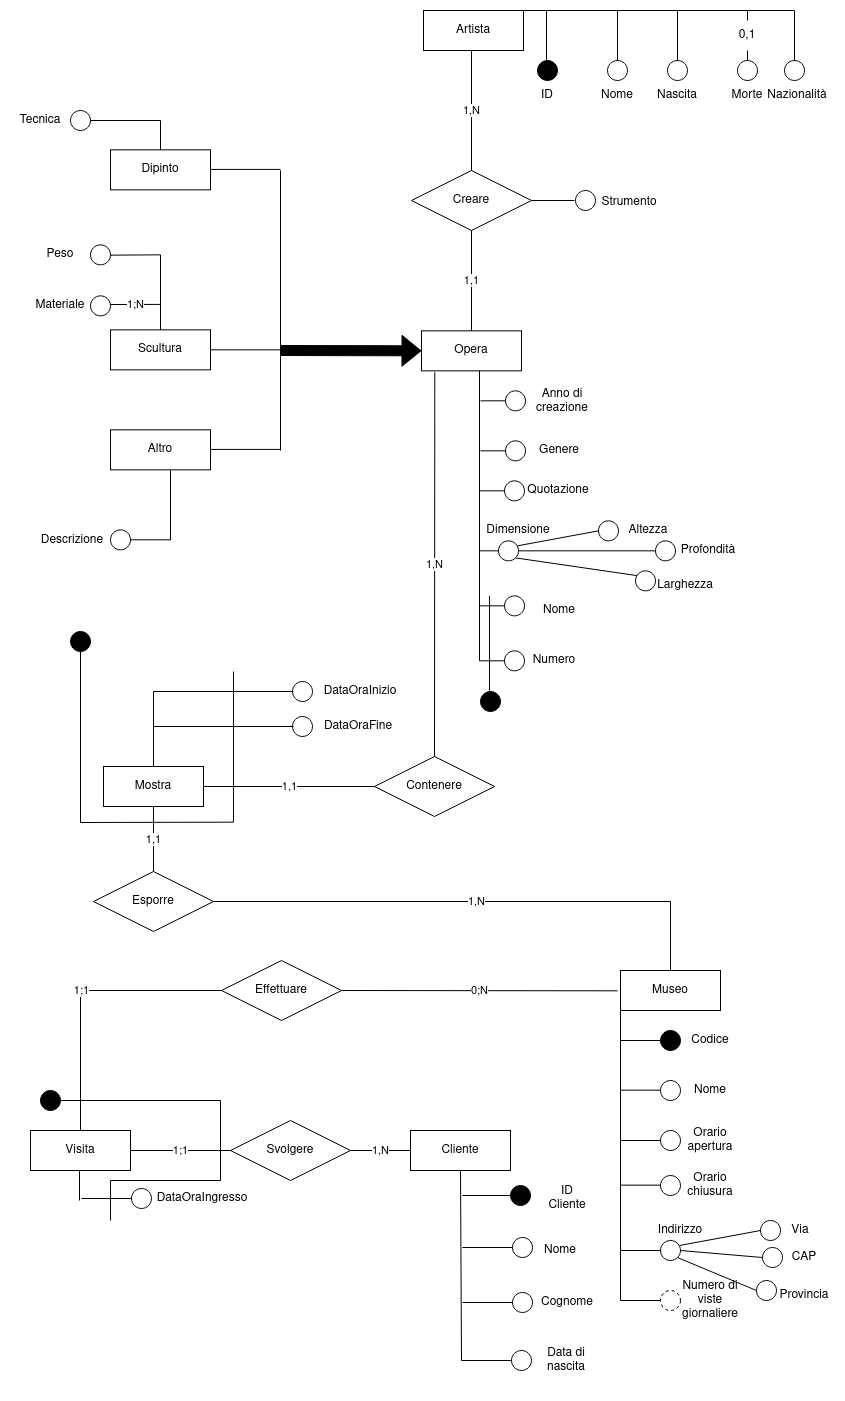 Artista
0,1
ID
Nome
Nascita
Morte
Nazionalità
1,N
Tecnica
Dipinto
Creare
Strumento
Peso
1,1
Materiale
1;N
Scultura
Opera
Anno di
creazione
Altro
Genere
Quotazione
Descrizione
Dimensione
Altezza
Profondità
1,N
Larghezza
Nome
Numero
DataOraInizio
DataOraFine
Mostra
1,1
Contenere
1,1
Esporre
1,N
1;1
Effettuare
0;N
Museo
Codice
Nome
Orario
apertura
Visita
1;1
Svolgere
1,N
Cliente
Orario
chiusura
DataOraIngresso
ID
Cliente
Indirizzo
Via
CAP
Nome
Provincia
Numero di
viste
giornaliere
Cognome
Data di
nascita